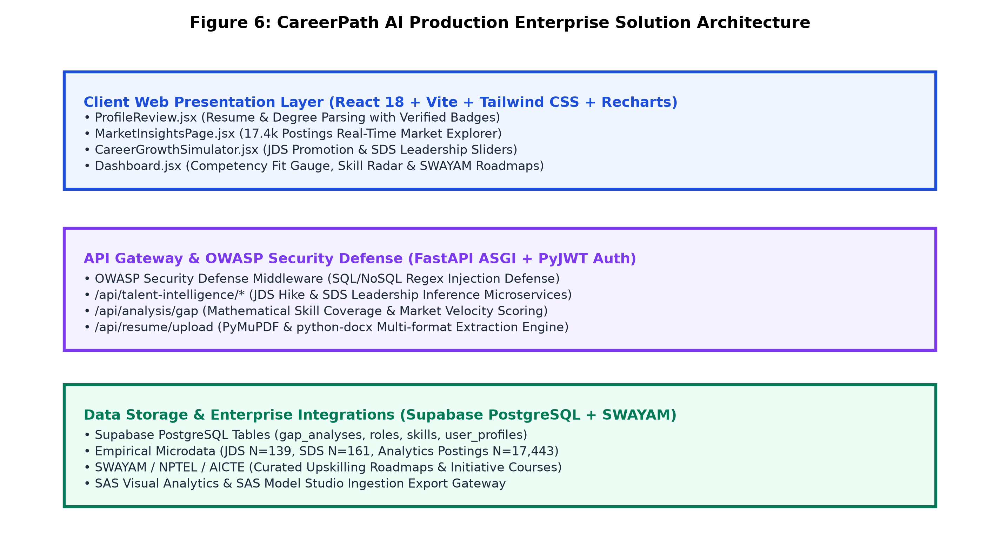 Figure 6: CareerPath AI Production Enterprise Solution Architecture
Client Web Presentation Layer (React 18 + Vite + Tailwind CSS + Recharts)
• ProfileReview.jsx (Resume & Degree Parsing with Verified Badges)
• MarketInsightsPage.jsx (17.4k Postings Real-Time Market Explorer)
• CareerGrowthSimulator.jsx (JDS Promotion & SDS Leadership Sliders)
• Dashboard.jsx (Competency Fit Gauge, Skill Radar & SWAYAM Roadmaps)
API Gateway & OWASP Security Defense (FastAPI ASGI + PyJWT Auth)
• OWASP Security Defense Middleware (SQL/NoSQL Regex Injection Defense)
• /api/talent-intelligence/* (JDS Hike & SDS Leadership Inference Microservices)
• /api/analysis/gap (Mathematical Skill Coverage & Market Velocity Scoring)
• /api/resume/upload (PyMuPDF & python-docx Multi-format Extraction Engine)
Data Storage & Enterprise Integrations (Supabase PostgreSQL + SWAYAM)
• Supabase PostgreSQL Tables (gap_analyses, roles, skills, user_profiles)
• Empirical Microdata (JDS N=139, SDS N=161, Analytics Postings N=17,443)
• SWAYAM / NPTEL / AICTE (Curated Upskilling Roadmaps & Initiative Courses)
• SAS Visual Analytics & SAS Model Studio Ingestion Export Gateway